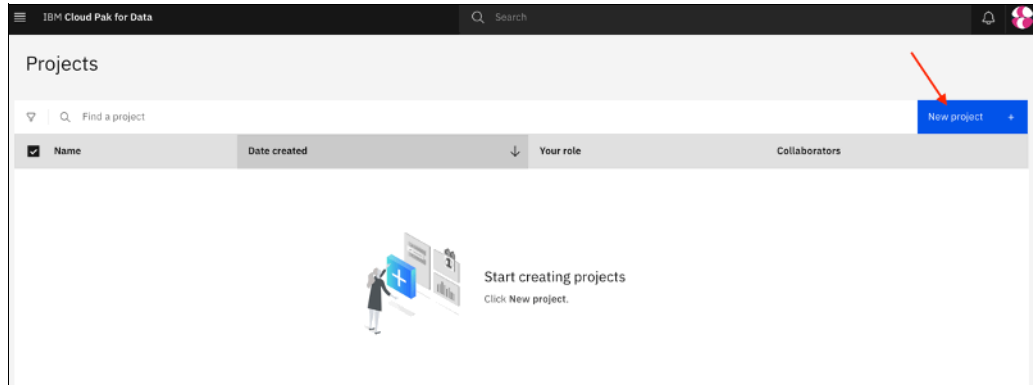 IBM Cloud Pak for Data
Search
Projects
Find a project
New project +
Name
Date created
Your role
Collaborators
1
Start creating projects
Click New project.